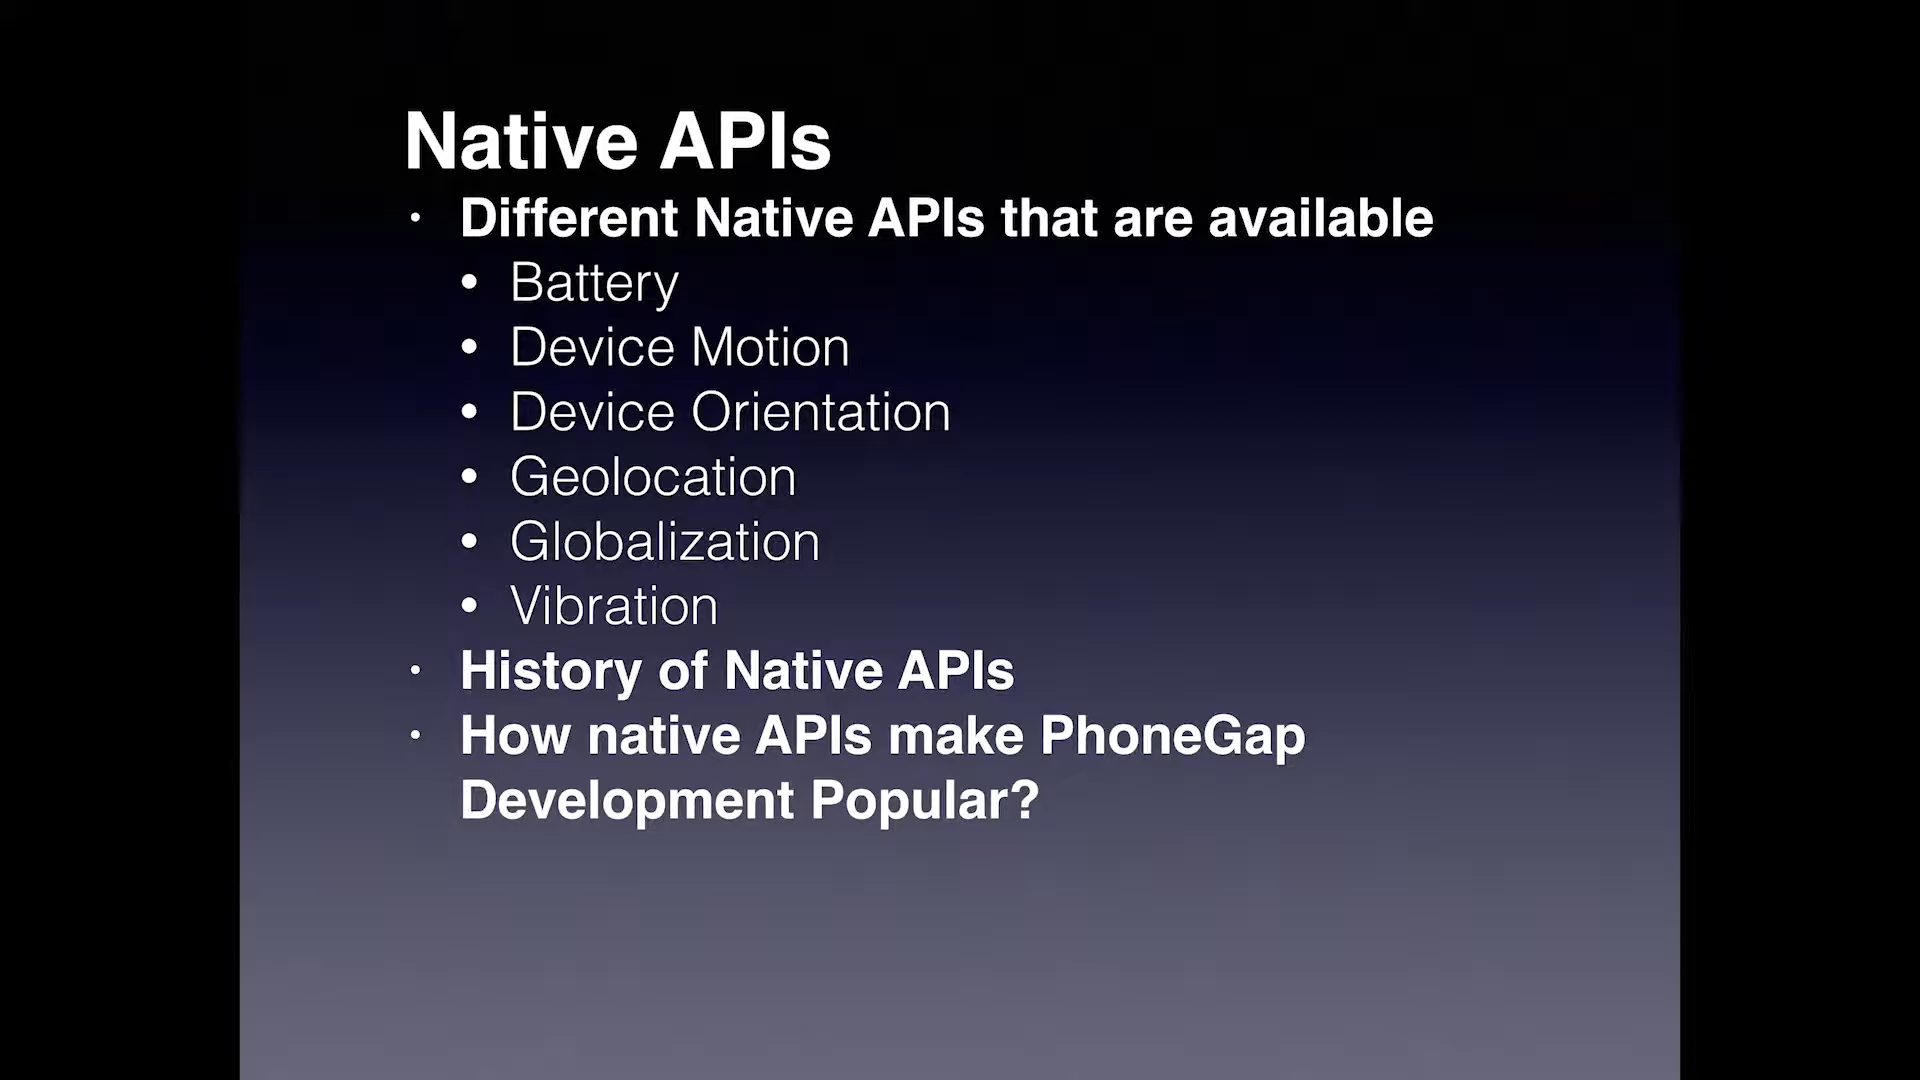 Native APIs
· Different Native APIs that are available
• Battery
• Device Motion
• Device Orientation
• Geolocation
• Globalization
• Vibration
· History of Native APIs
· How native APIs make PhoneGap
Development Popular?